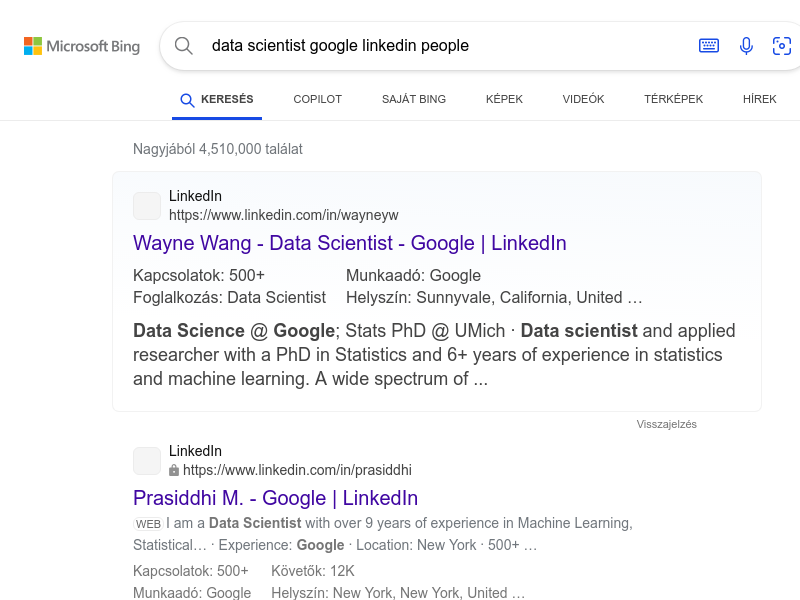 Microsoft Bing
data scientist google linkedin people
KERESÉS COPILOT SAJÁT BING KÉPEK VIDEÓK TÉRKÉPEK HÍREK
Nagyjából 4,510,000 találat
LinkedIn
https://www.linkedin.com/in/wayneyw
Wayne Wang - Data Scientist - Google | LinkedIn
Kapcsolatok: 500+ Munkaadó: Google
Foglalkozás: Data Scientist Helyszín: Sunnyvale, California, United …
Data Science @ Google; Stats PhD @ UMich · Data scientist and applied
researcher with a PhD in Statistics and 6+ years of experience in statistics
and machine learning. A wide spectrum of ...
Visszajelzés
LinkedIn
https://www.linkedin.com/in/prasiddhi
Prasiddhi M. - Google | LinkedIn
WEB I am a Data Scientist with over 9 years of experience in Machine Learning,
Statistical… · Experience: Google · Location: New York · 500+ …
Kapcsolatok: 500+ Követők: 12K
Munkaadó: Google Helyszín: New York, New York, United …